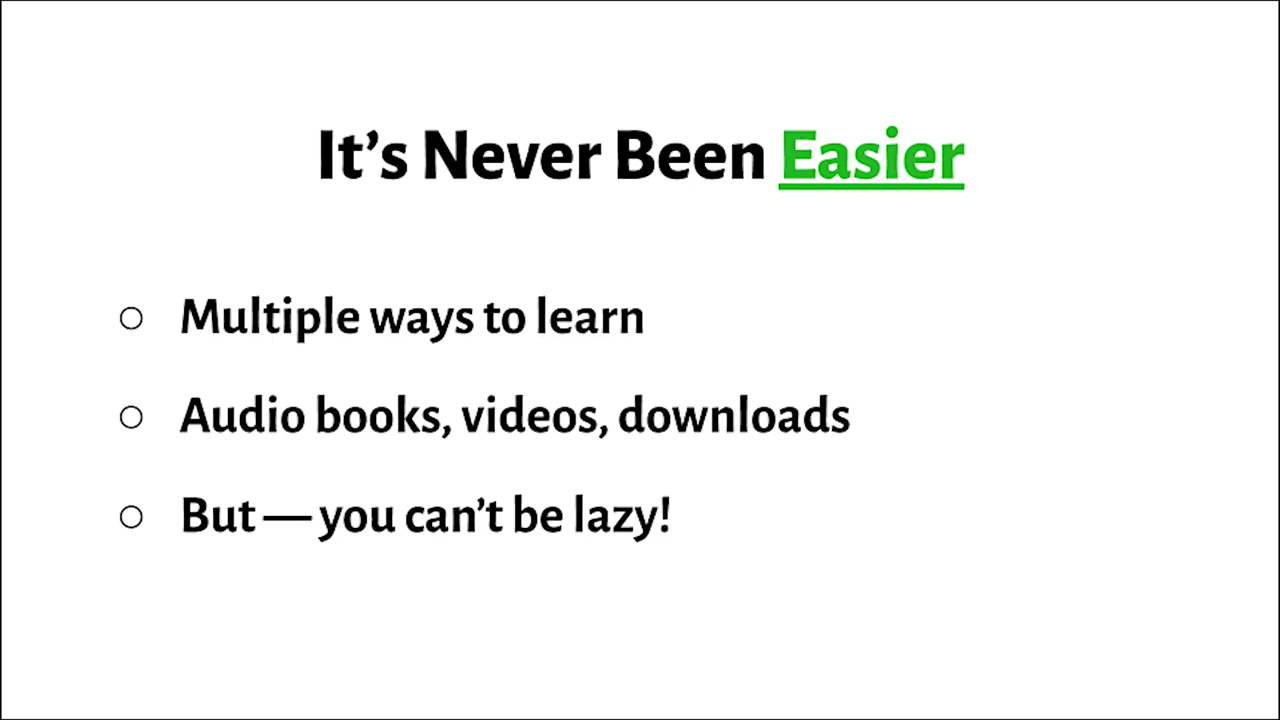 It’s Never Been Easier
Multiple ways to learn
Audio books, videos, downloads
But — you can’t be lazy!